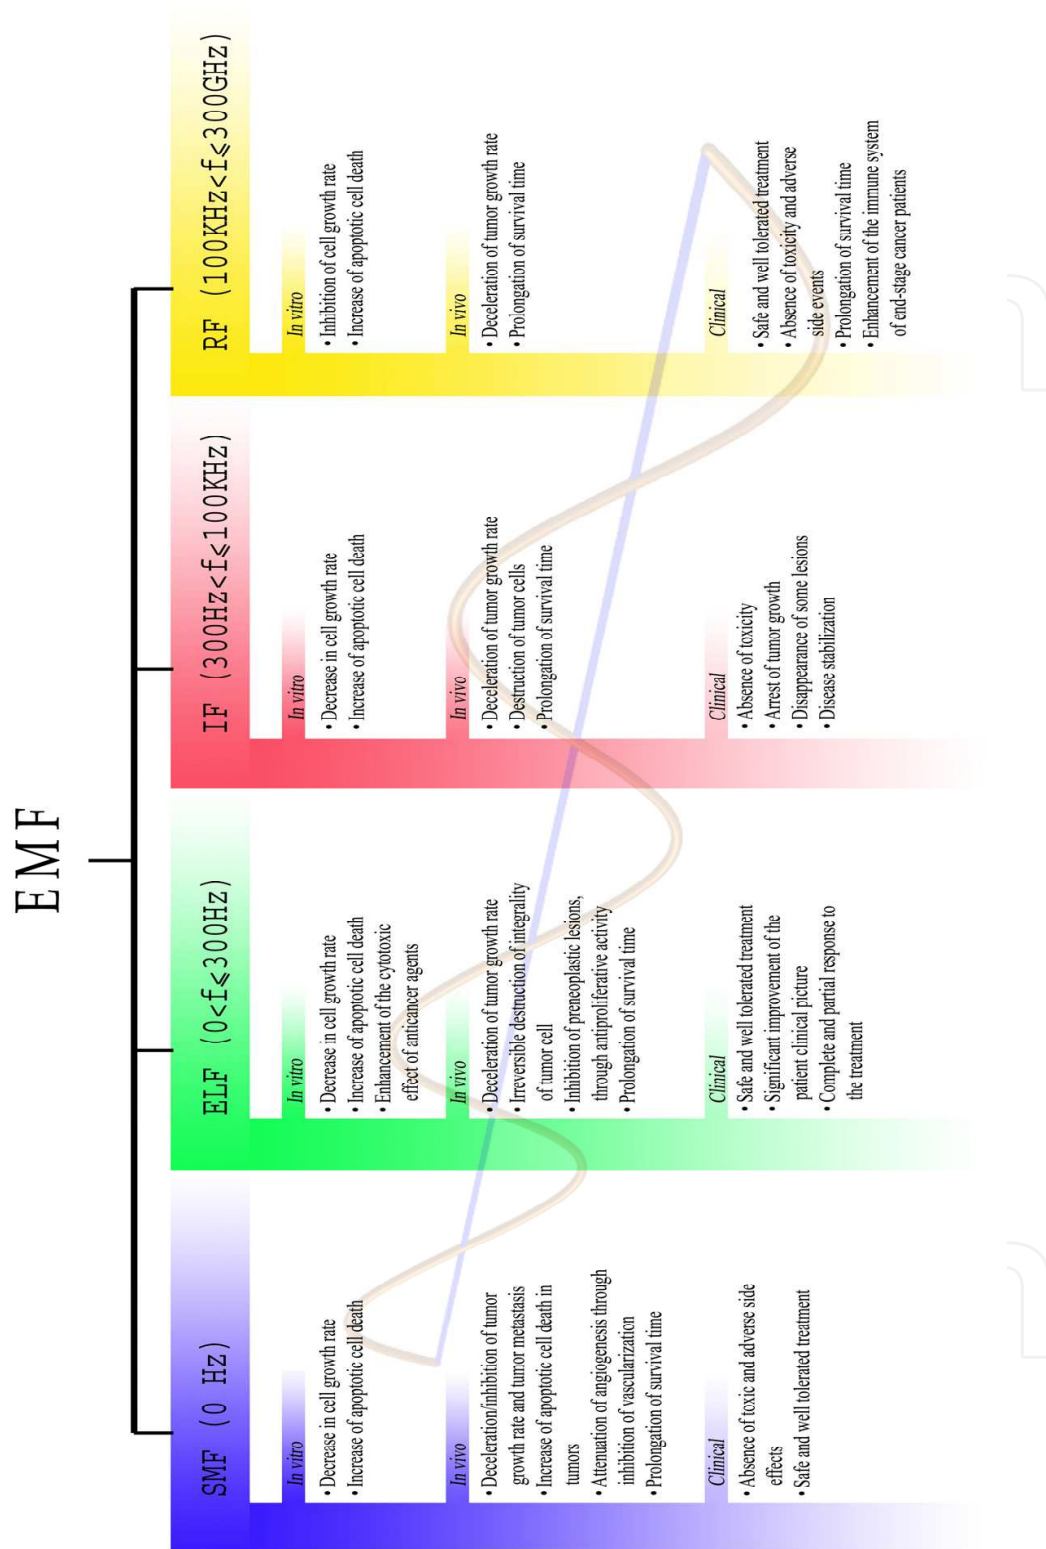 EMF
SMF (0 Hz)
In vitro
• Decrease in cell growth rate
• Increase of apoptotic cell death
In vivo
• Deceleration/inhibition of tumor
growth rate and tumor metastasis
• Increase of apoptotic cell death in
tumors
• Attenuation of angiogenesis through
inhibition of vascularization
• Prolongation of survival time
Clinical
• Absence of toxic and adverse side
effects
• Safe and well tolerated treatment
ELF (0<f⩽300Hz)
In vitro
• Decrease in cell growth rate
• Increase of apoptotic cell death
• Enhancement of the cytotoxic
effect of anticancer agents
In vivo
• Deceleration of tumor growth rate
• Irreversible destruction of integrality
of tumor cell
• Inhibition of preneoplastic lesions,
through antiproliferative activity
• Prolongation of survival time
Clinical
• Safe and well tolerated treatment
• Significant improvement of the
patient clinical picture
• Complete and partial response to
the treatment
IF (300Hz<f⩽100KHz)
In vitro
• Decrease in cell growth rate
• Increase of apoptotic cell death
In vivo
• Deceleration of tumor growth rate
• Destruction of tumor cells
• Prolongation of survival time
Clinical
• Absence of toxicity
• Arrest of tumor growth
• Disappearance of some lesions
• Disease stabilization
RF (100KHz<f⩽300GHz)
In vitro
• Inhibition of cell growth rate
• Increase of apoptotic cell death
In vivo
• Deceleration of tumor growth rate
• Prolongation of survival time
Clinical
• Safe and well tolerated treatment
• Absence of toxicity and adverse
side events
• Prolongation of survival time
• Enhancement of the immune system
of end-stage cancer patients